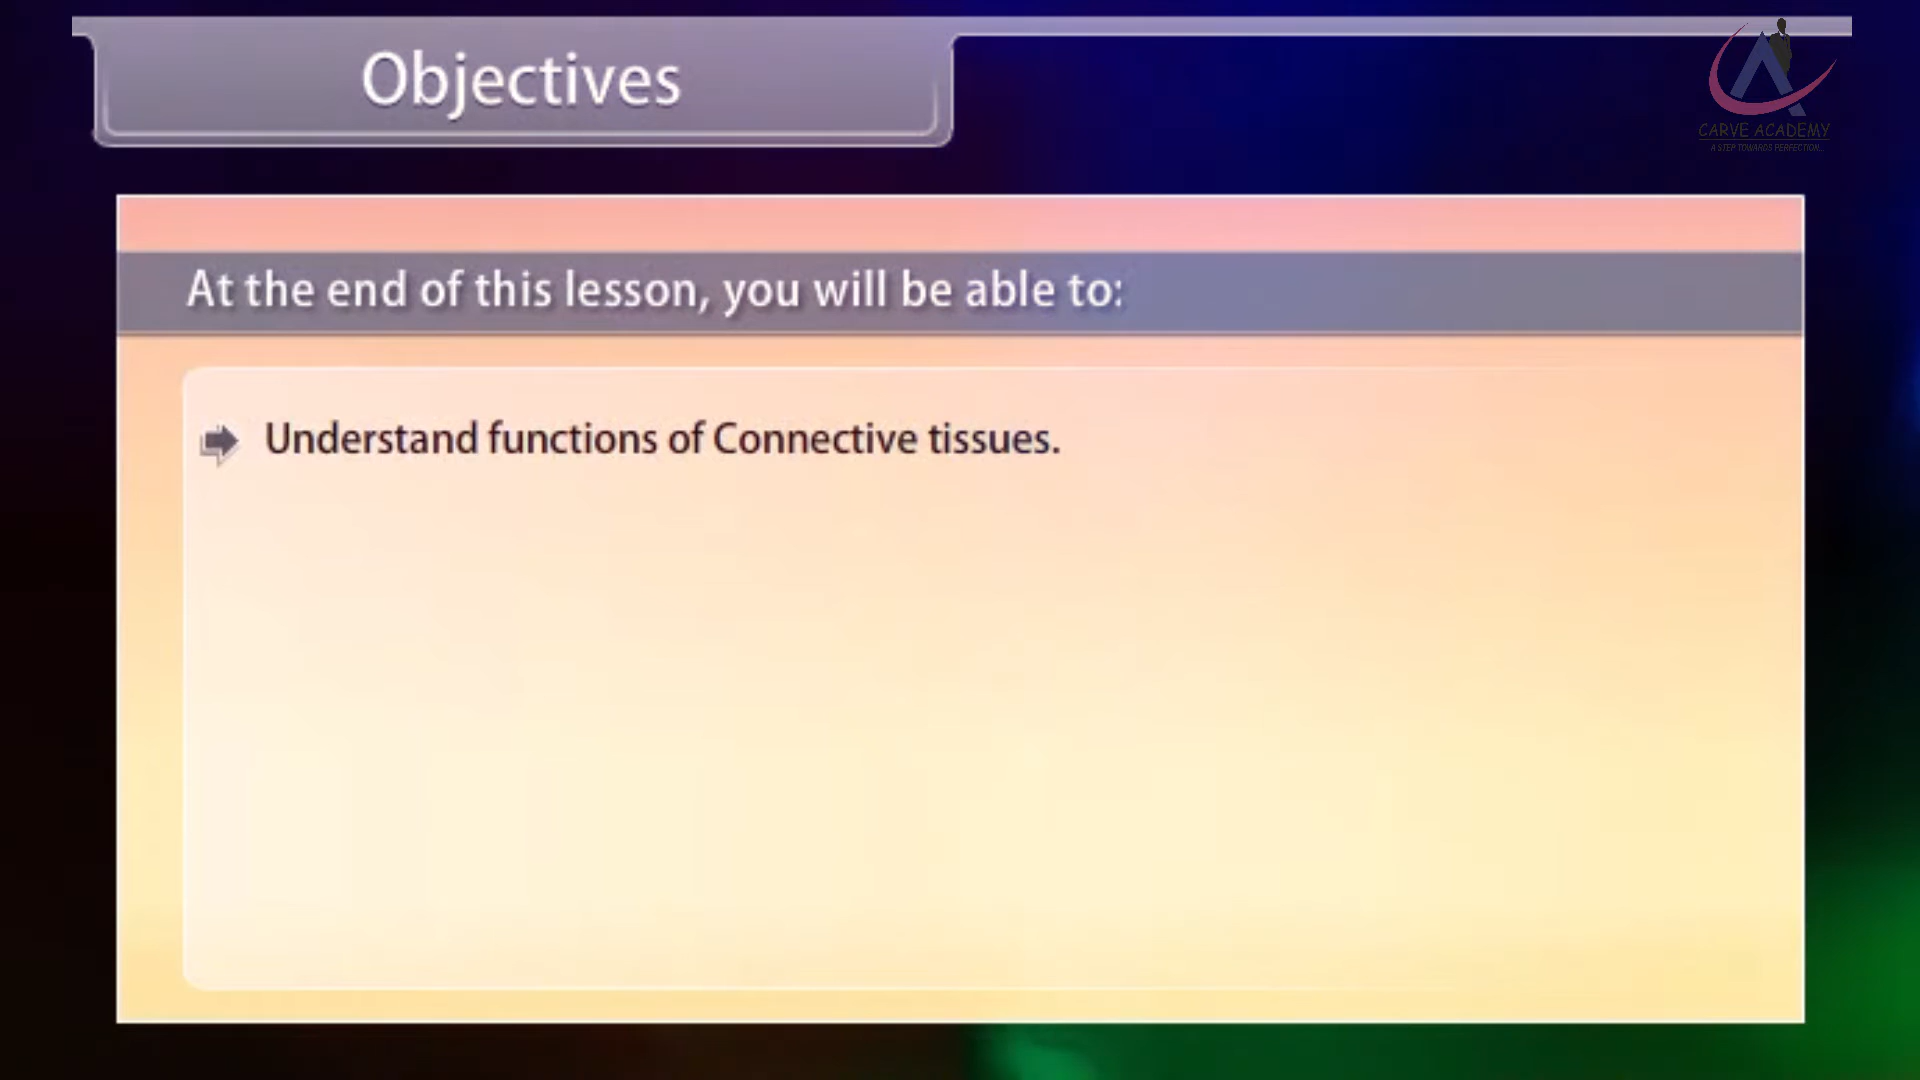 Objectives
CARVE ACADEMY
A STEP TOWARDS PERFECTION...
At the end of this lesson, you will be able to:
Understand functions of Connective tissues.